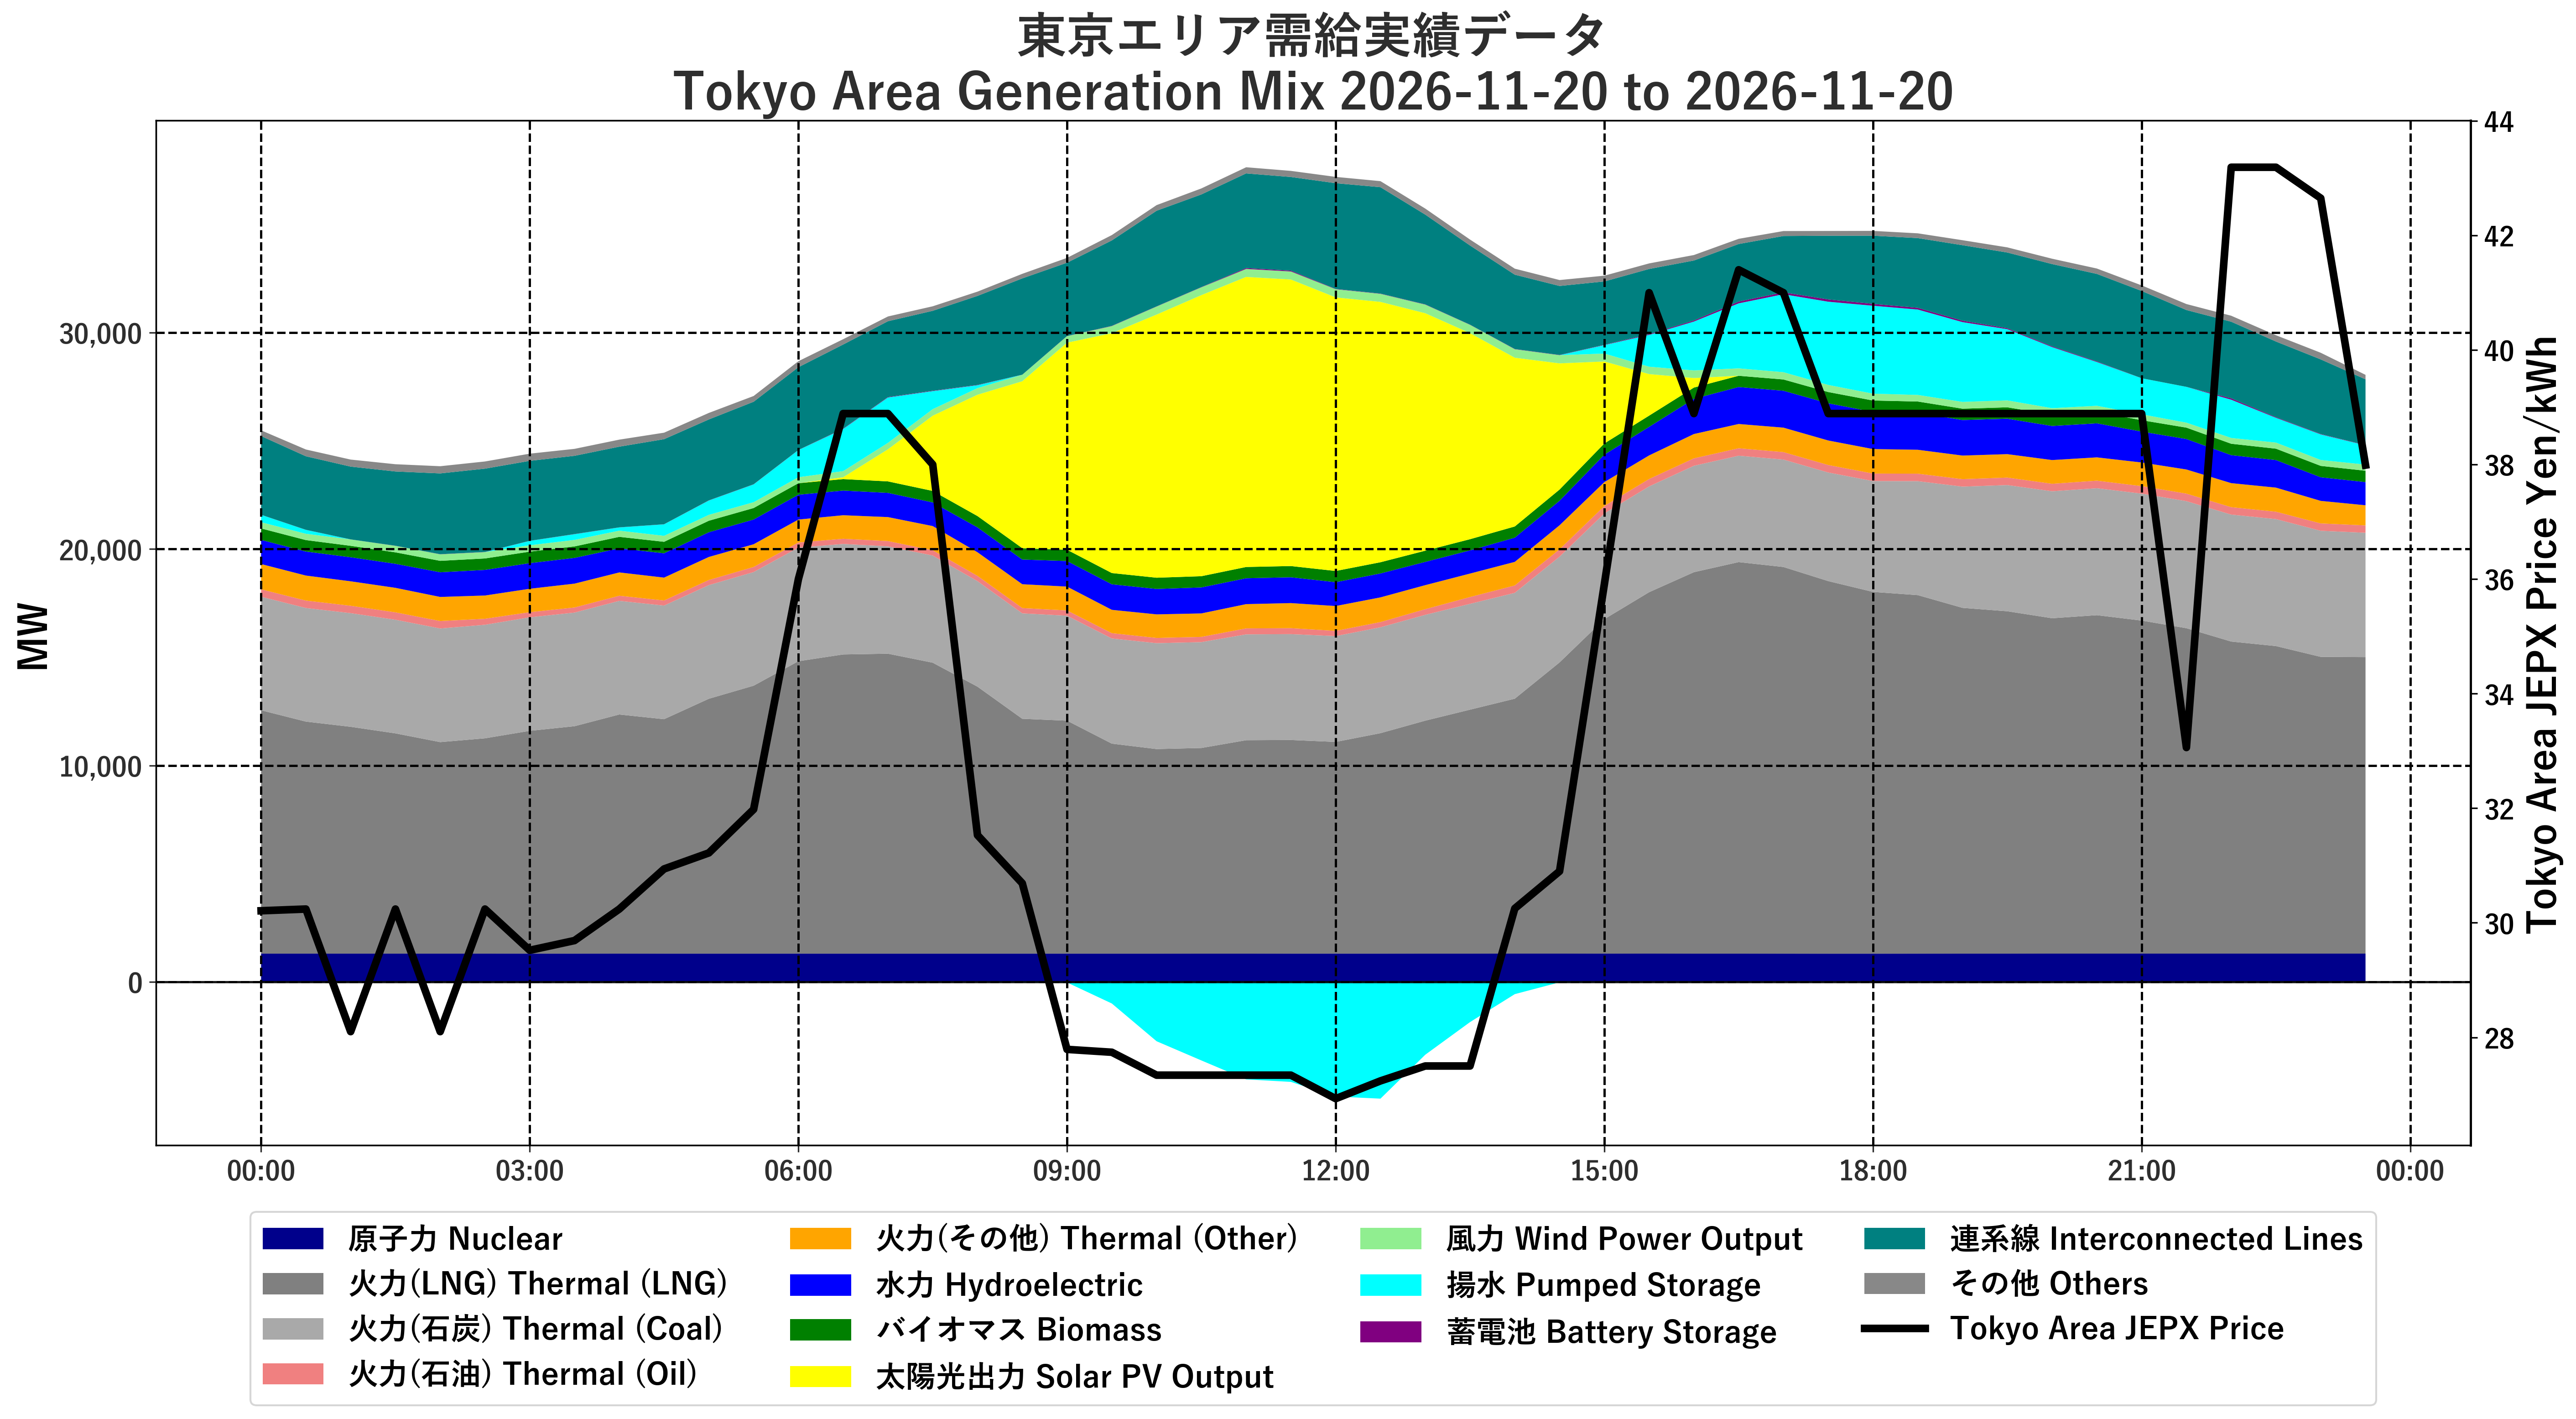 東京エリア需給実績データ
Tokyo Area Generation Mix 2026-11-20 to 2026-11-20
MW
30,000
20,000
10,000
0
44
42
40
38
36
34
32
30
28
Tokyo Area JEPX Price Yen/kWh
00:00 03:00 06:00 09:00 12:00 15:00 18:00 21:00 00:00
原子力 Nuclear
火力(LNG) Thermal (LNG)
火力(石炭) Thermal (Coal)
火力(石油) Thermal (Oil)
火力(その他) Thermal (Other)
水力 Hydroelectric
バイオマス Biomass
太陽光出力 Solar PV Output
風力 Wind Power Output
揚水 Pumped Storage
蓄電池 Battery Storage
連系線 Interconnected Lines
その他 Others
Tokyo Area JEPX Price